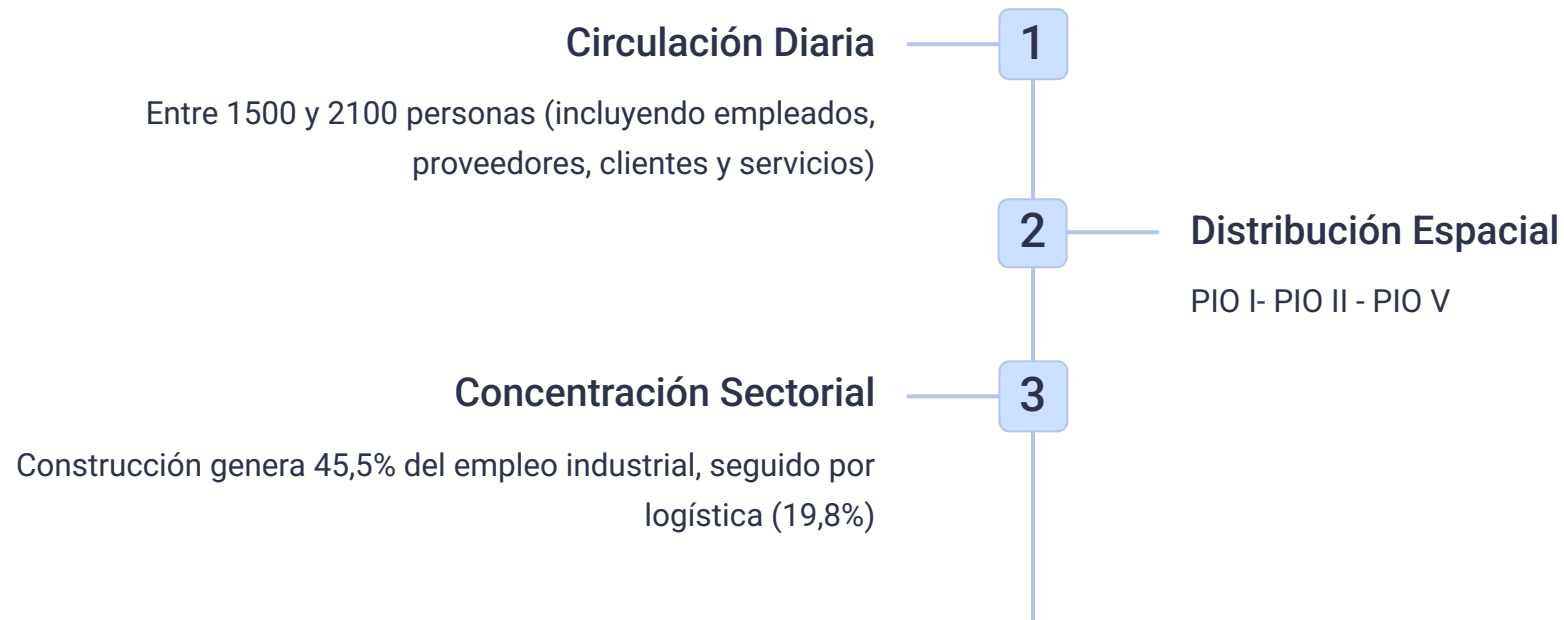 Circulación Diaria
1
Entre 1500 y 2100 personas (incluyendo empleados,
proveedores, clientes y servicios)
2
Distribución Espacial
PIO I- PIO II - PIO V
Concentración Sectorial
3
Construcción genera 45,5% del empleo industrial, seguido por
logística (19,8%)